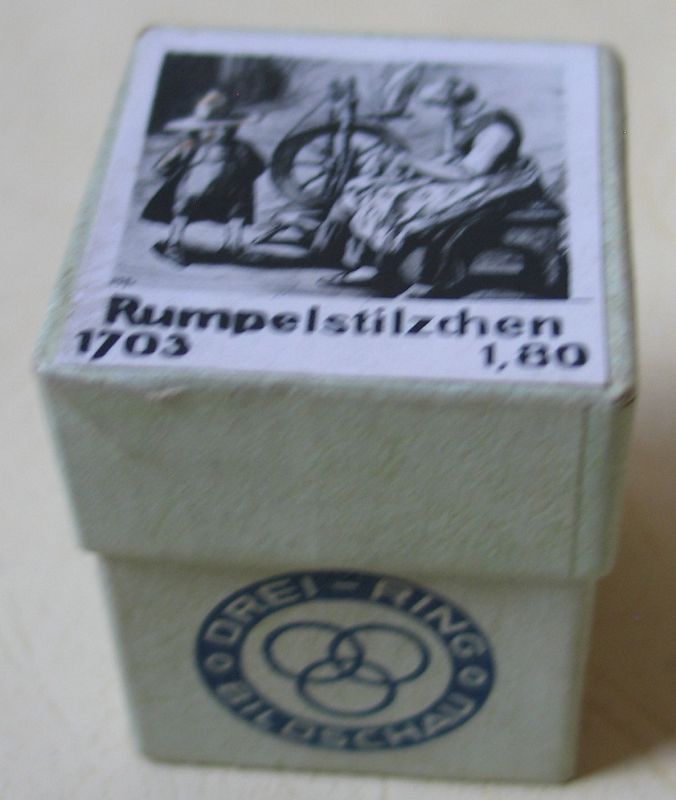 Rumpelstilzchen
1703 1,80
DREI-RING
BILDSCHAU